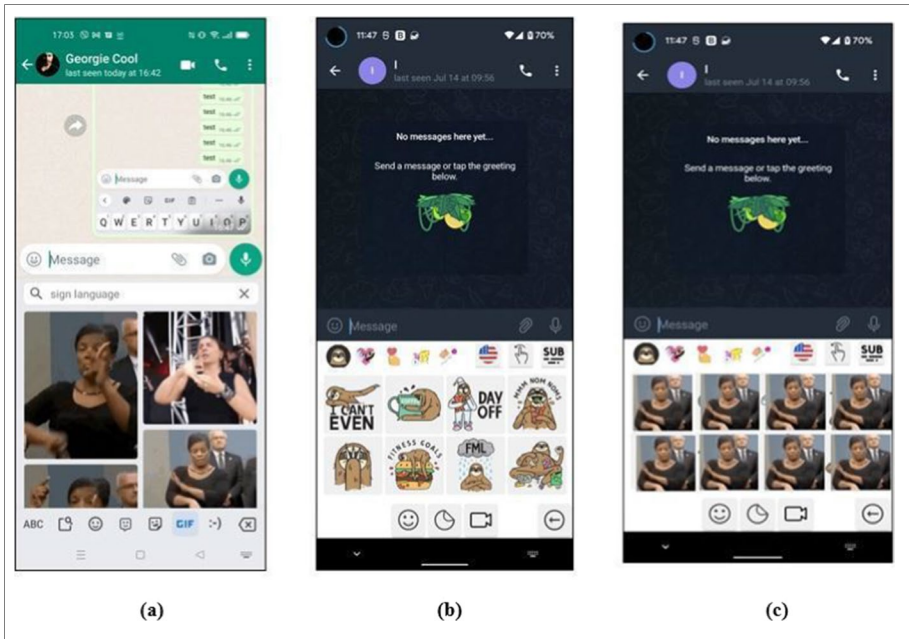 17:03
Georgie Cool
last seen today at 16:42
test
test
test
test
test
Message
Q W E R T Y U I O P
Message
sign language
ABC
GIF
:-)
(a)
11:47
70%
I
last seen Jul 14 at 09:56
No messages here yet...
Send a message or tap the greeting
below.
Message
SUB
I CAN'T
EVEN
DAY
OFF
MMM NOM NOMS
FITNESS GOALS
FML
(b)
11:47
70%
I
last seen Jul 14 at 09:56
No messages here yet...
Send a message or tap the greeting
below.
Message
SUB
(c)